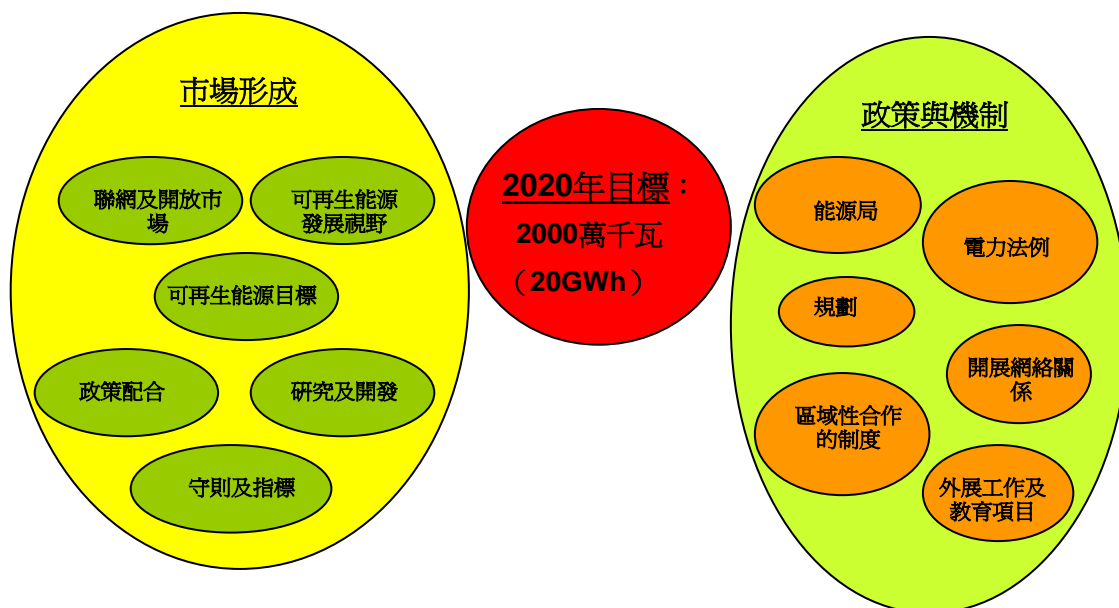 市場形成
聯網及開放市
場
可再生能源
發展視野
可再生能源目標
政策配合
研究及開發
守則及指標
2020年目標：
2000萬千瓦
（20GWh）
政策與機制
能源局
電力法例
規劃
開展網絡關
係
區域性合作
的制度
外展工作及
教育項目